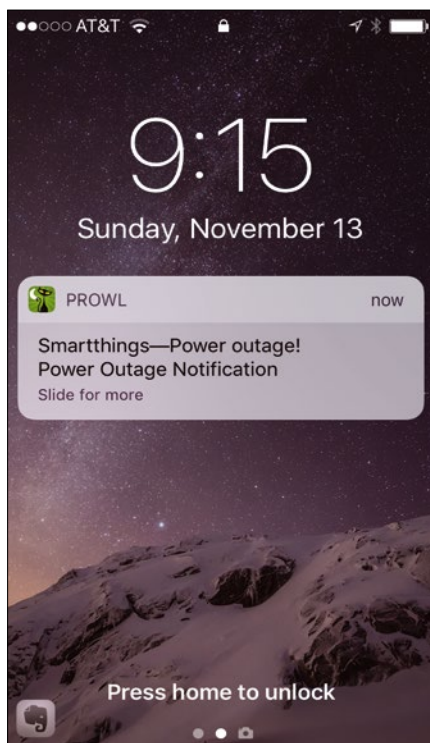 AT&T
9:15
Sunday, November 13
PROWL now
Smartthings—Power outage!
Power Outage Notification
Slide for more
Press home to unlock